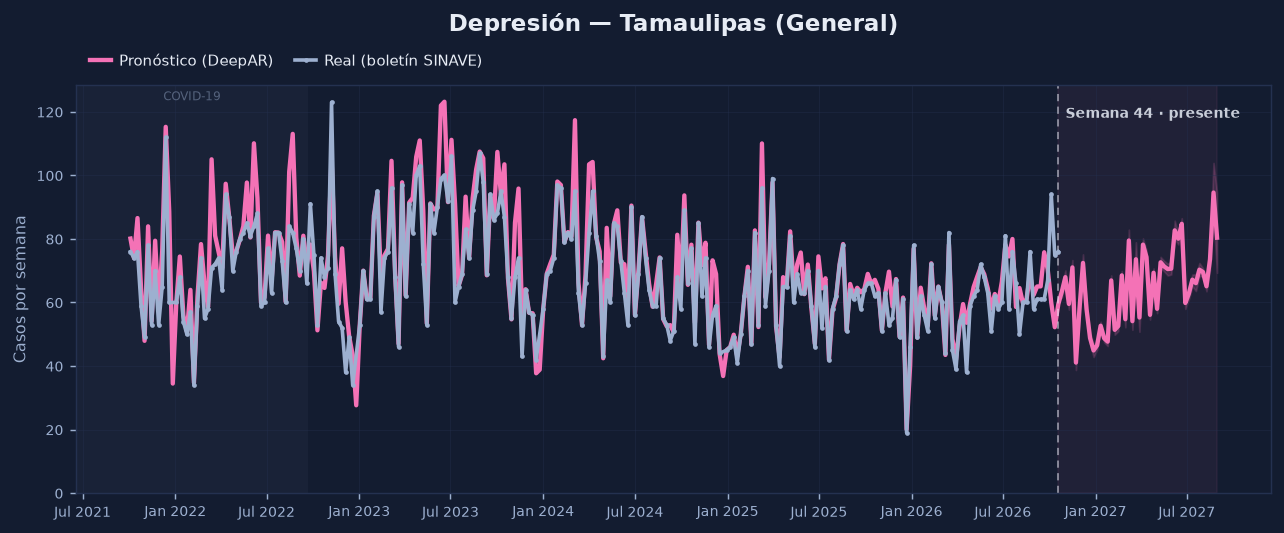 Depresión — Tamaulipas (General)
Pronóstico (DeepAR)
Real (boletín SINAVE)
COVID-19
Semana 44 · presente
Casos por semana
120
100
80
60
40
20
0
Jul 2021
Jan 2022
Jul 2022
Jan 2023
Jul 2023
Jan 2024
Jul 2024
Jan 2025
Jul 2025
Jan 2026
Jul 2026
Jan 2027
Jul 2027